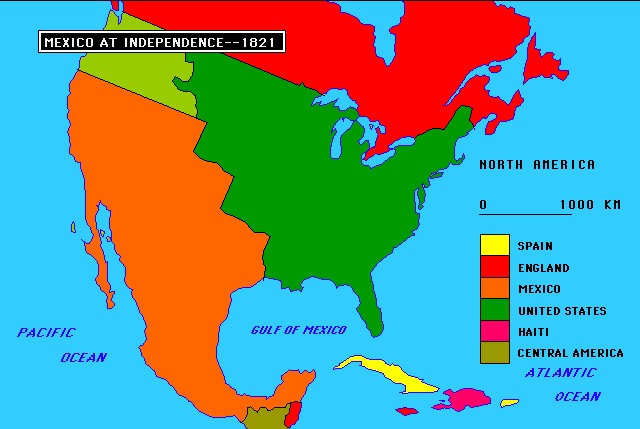 MEXICO AT INDEPENDENCE--1821
NORTH AMERICA
0 1000 KM
SPAIN
ENGLAND
MEXICO
UNITED STATES
HAITI
CENTRAL AMERICA
GULF OF MEXICO
PACIFIC
OCEAN
ATLANTIC
OCEAN